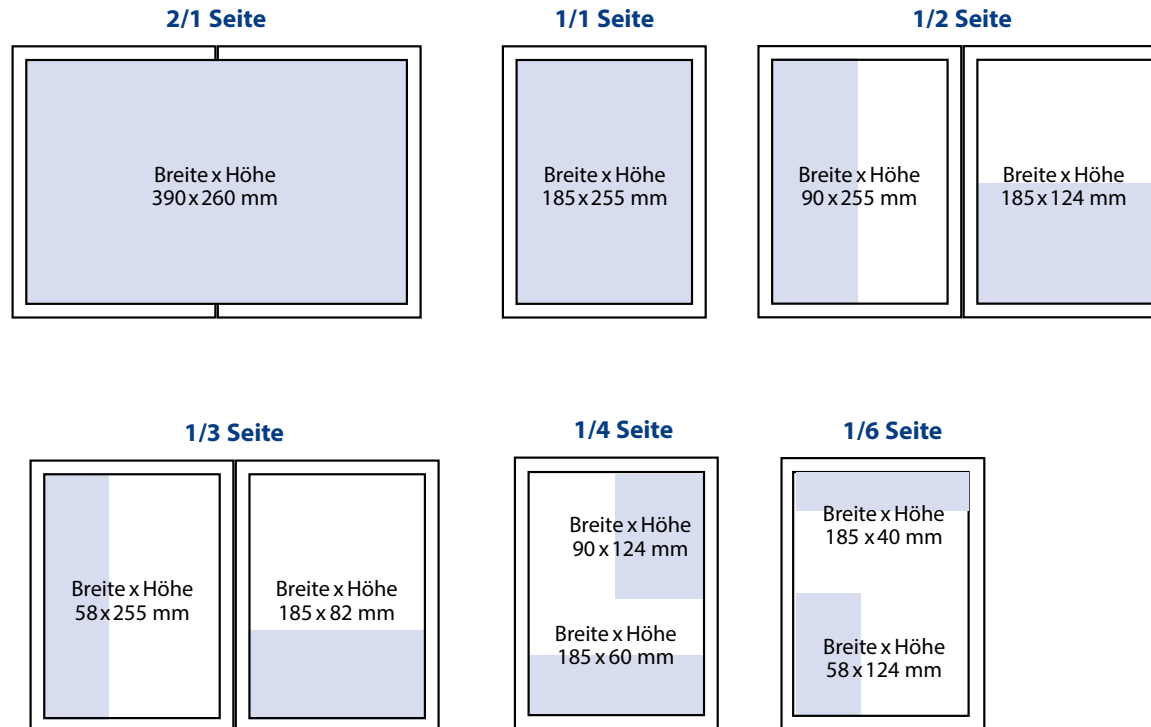 2/1 Seite
Breite x Höhe
390 x 260 mm
1/1 Seite
Breite x Höhe
185 x 255 mm
1/2 Seite
Breite x Höhe
90 x 255 mm
Breite x Höhe
185 x 124 mm
1/3 Seite
Breite x Höhe
58 x 255 mm
Breite x Höhe
185 x 82 mm
1/4 Seite
Breite x Höhe
90 x 124 mm
Breite x Höhe
185 x 60 mm
1/6 Seite
Breite x Höhe
185 x 40 mm
Breite x Höhe
58 x 124 mm